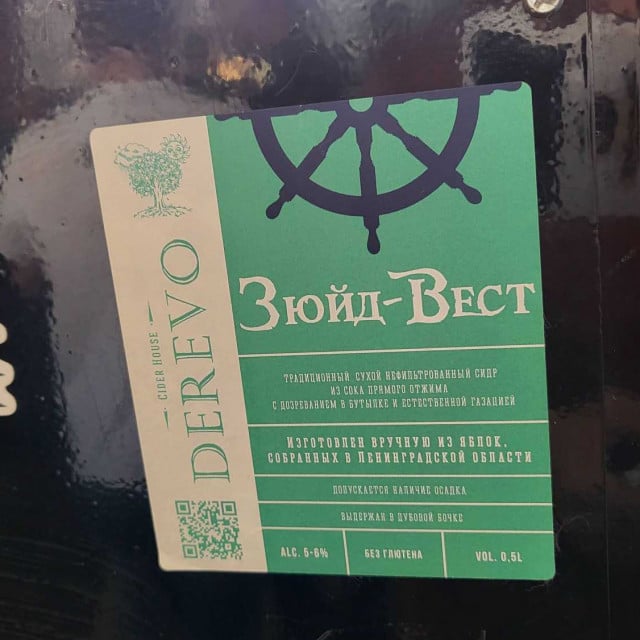 – Cider House –
DEREVO
Зюйд-Вест
традиционный сухой нефильтрованный сидр
из сока прямого отжима
с дозреванием в бутылке и естественной газацией
Изготовлен вручную из яблок,
собранных в Ленинградской области
допускается наличие осадка
выдержан в дубовой бочке
ALC. 5-6%
БЕЗ ГЛЮТЕНА
VOL. 0,5L